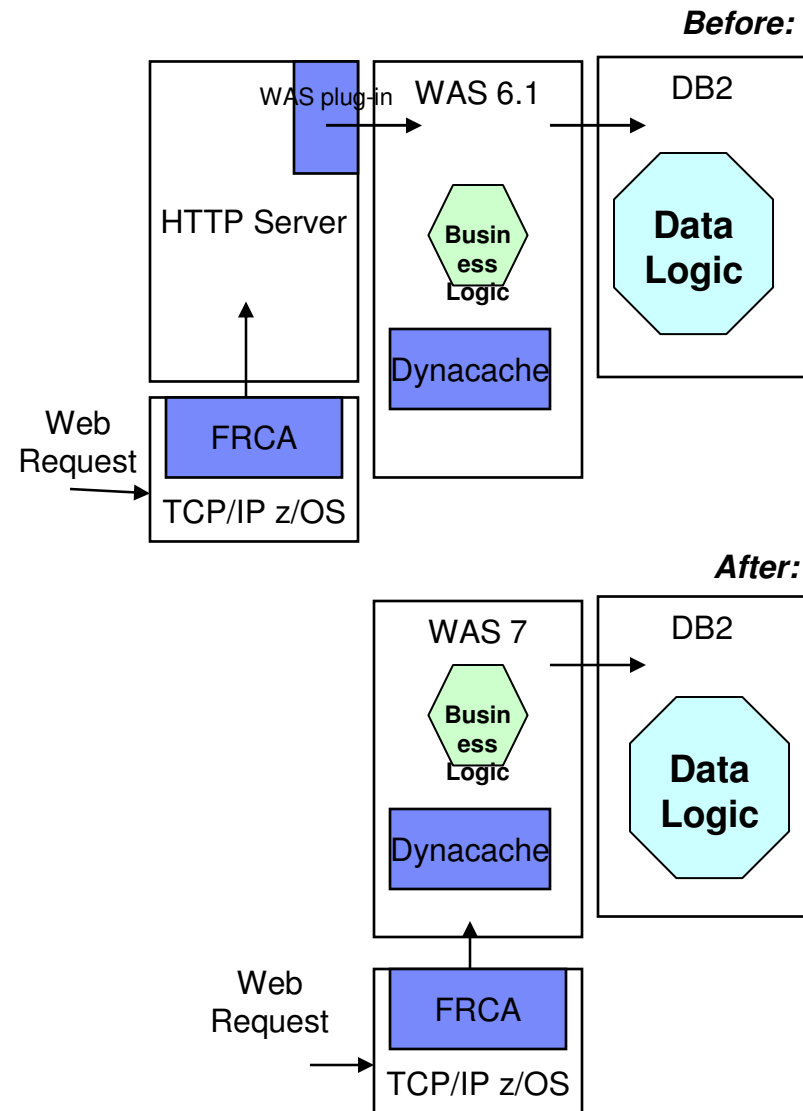 Before:
WAS plug-in
WAS 6.1
DB2
HTTP Server
Busin
ess
Logic
Data
Logic
Dynacache
Web
Request
FRCA
TCP/IP z/OS
After:
WAS 7
DB2
Busin
ess
Logic
Data
Logic
Dynacache
Web
Request
FRCA
TCP/IP z/OS